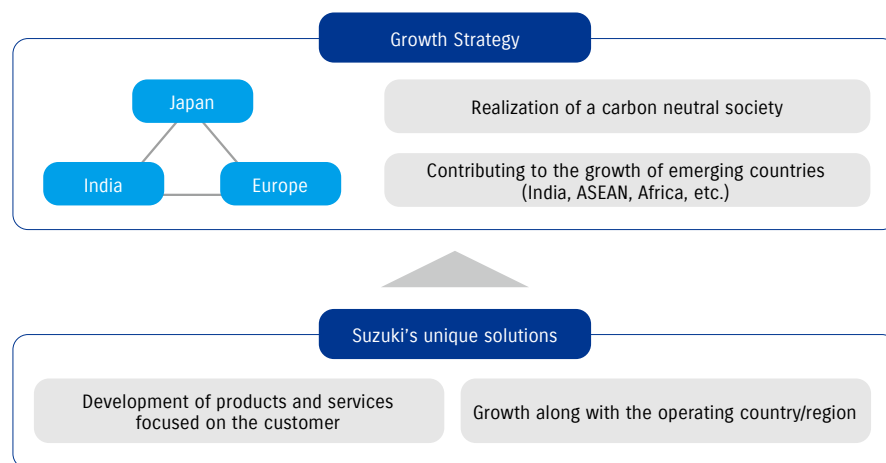 Growth Strategy
Japan
India
Europe
Realization of a carbon neutral society
Contributing to the growth of emerging countries
(India, ASEAN, Africa, etc.)
Suzuki’s unique solutions
Development of products and services
focused on the customer
Growth along with the operating country/region